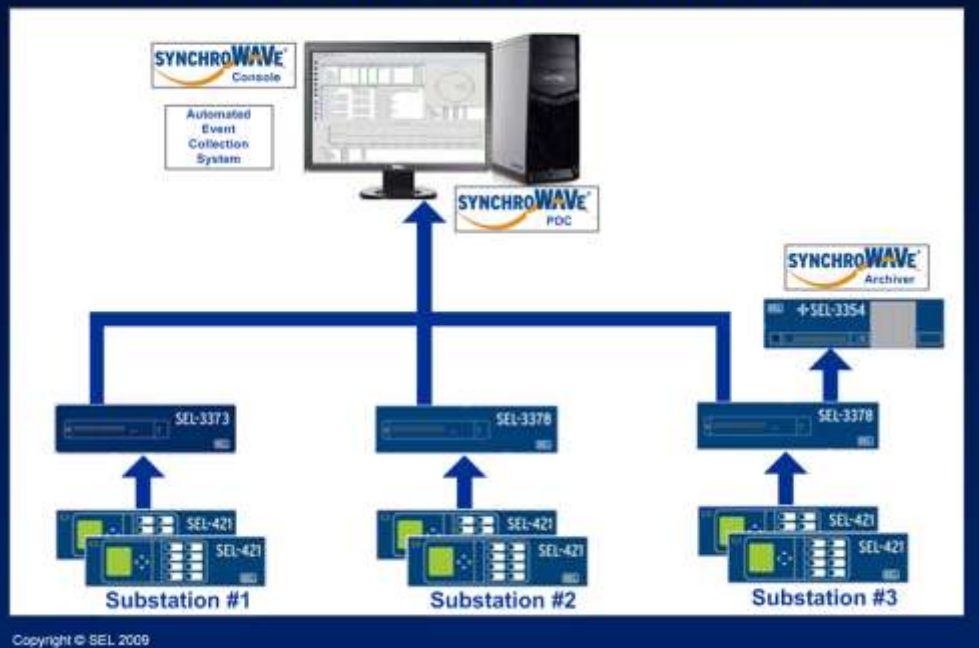 SYNCHROWAVE
Console
Automated
Event
Collection
System
SYNCHROWAVE
PDC
SYNCHROWAVE
Archiver
SEL-3354
SEL-3373
SEL-3378
SEL-3378
SEL-421
SEL-421
Substation #1
SEL-421
SEL-421
Substation #2
SEL-421
SEL-421
Substation #3
Copyright © SEL 2009